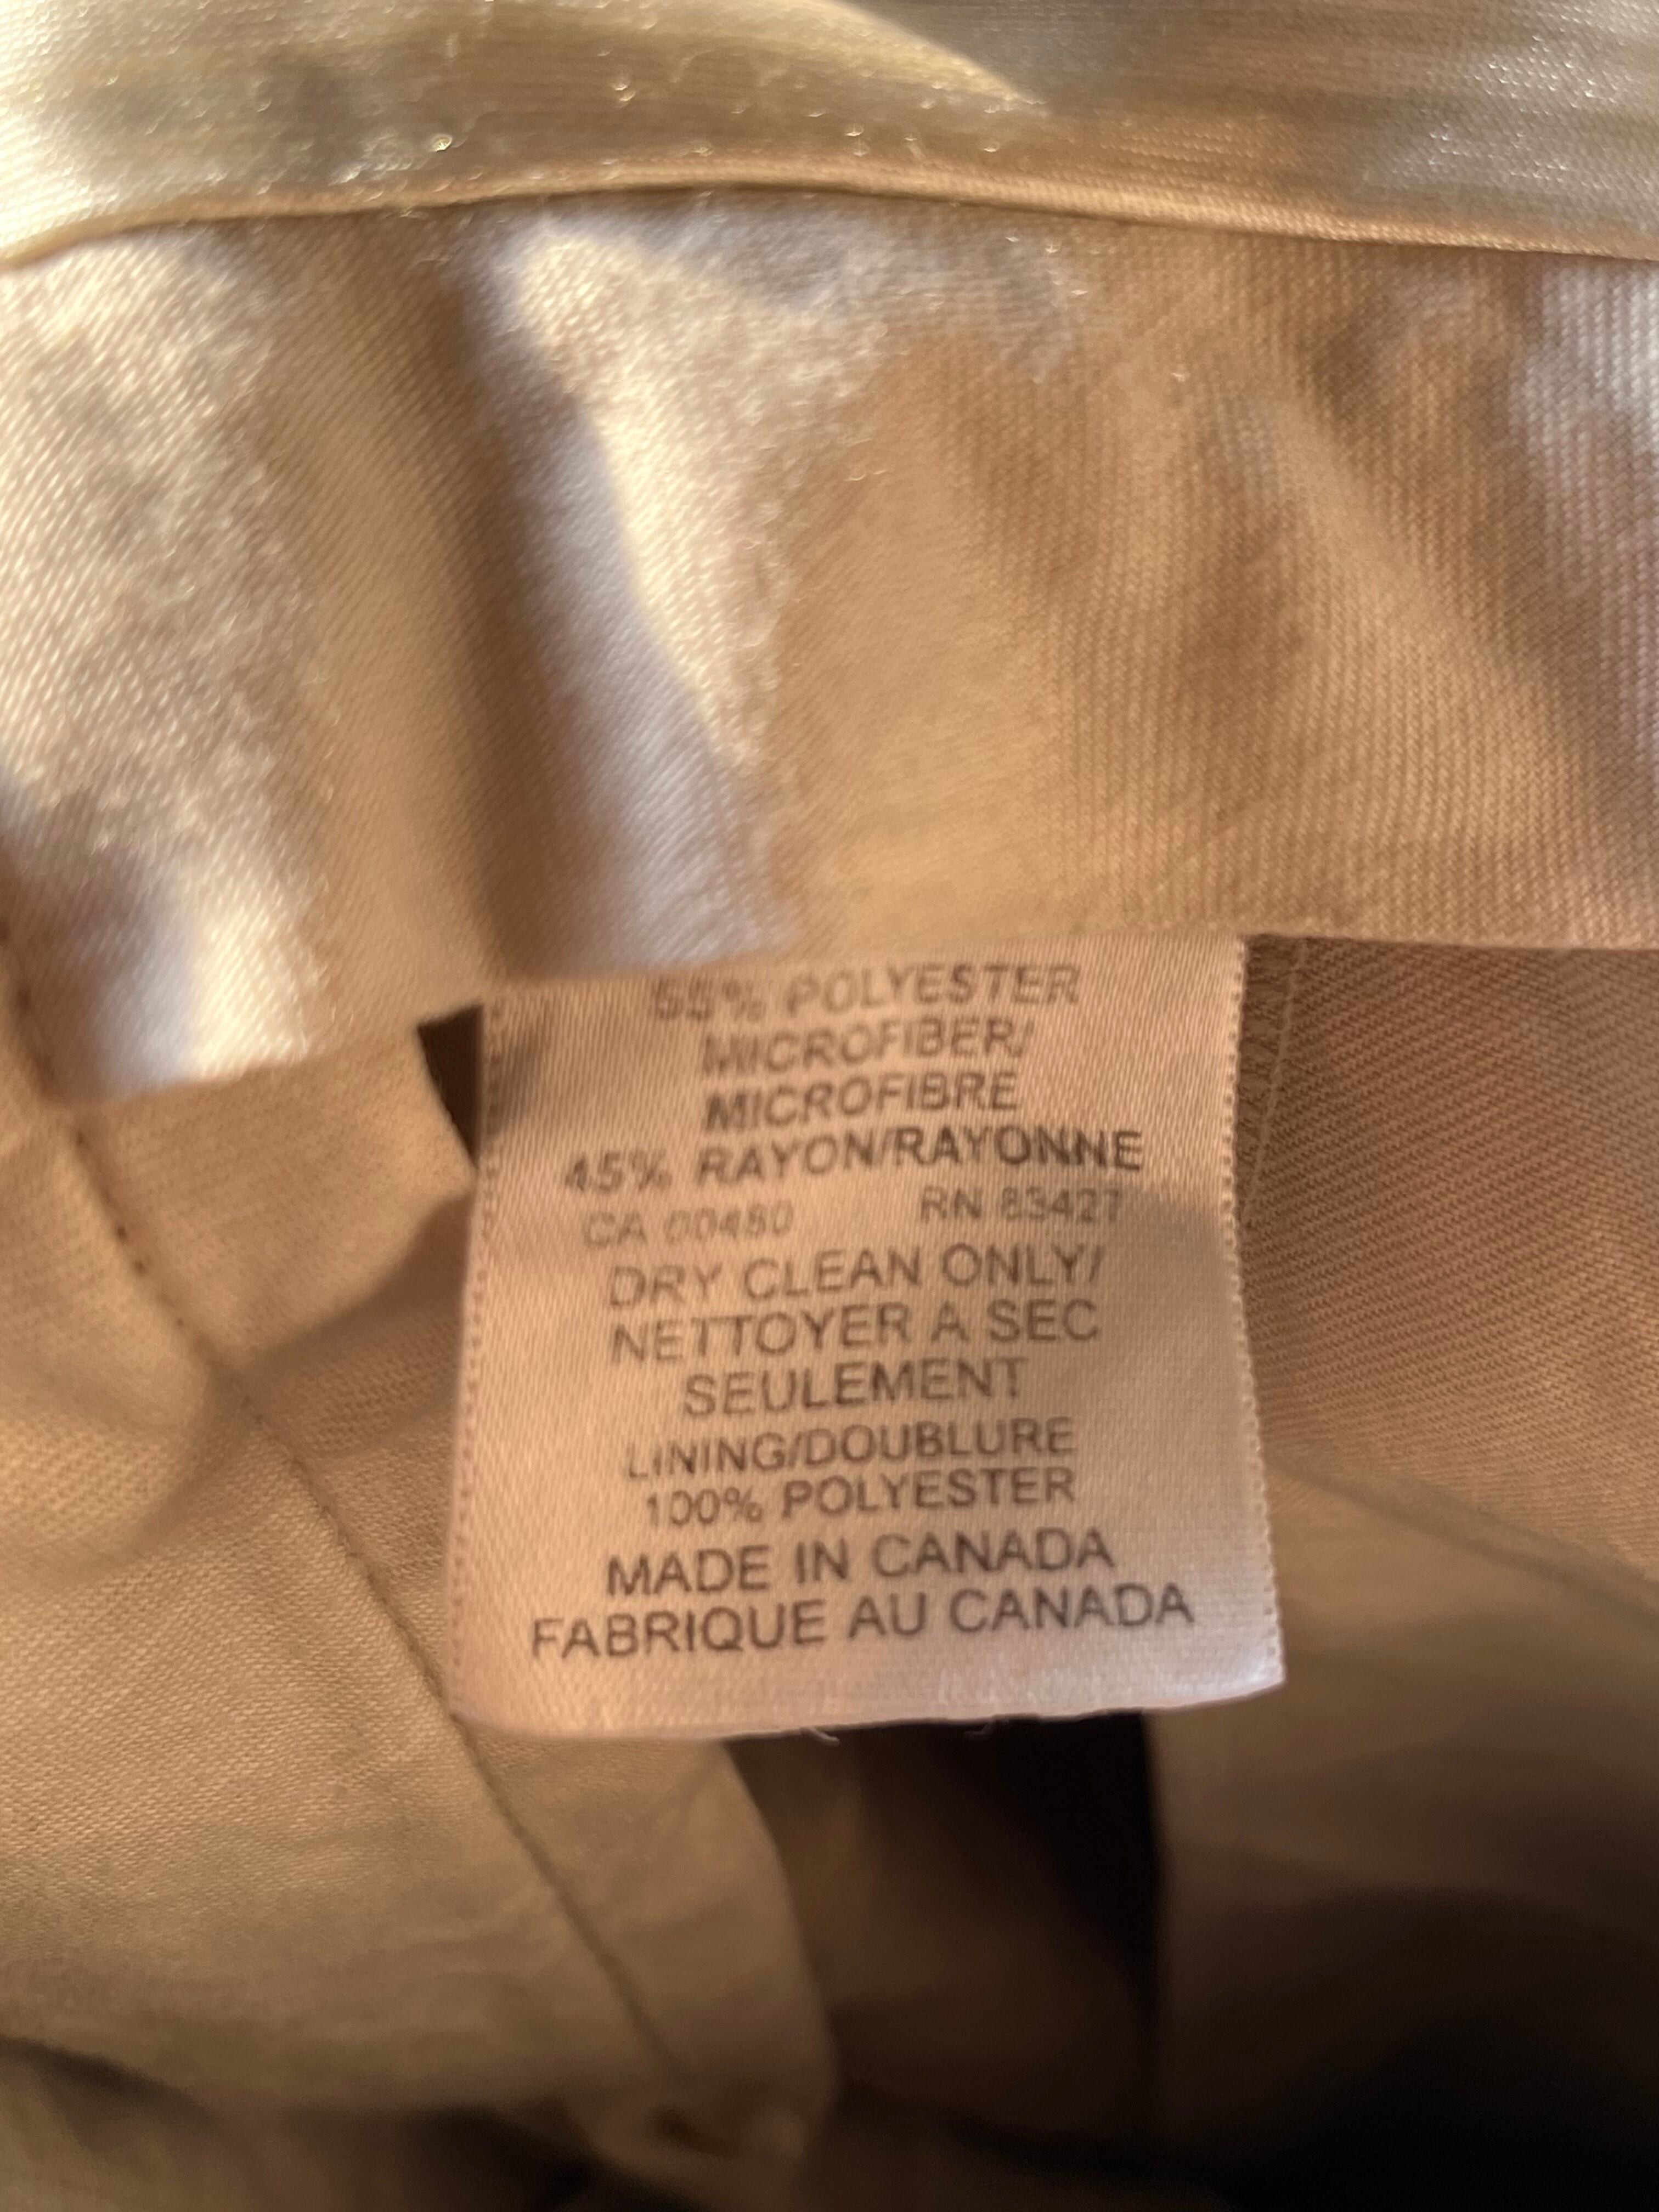 55% POLYESTER
MICROFIBER/
MICROFIBRE
45% RAYON/RAYONNE
CA 00480 RN 83427
DRY CLEAN ONLY/
NETTOYER A SEC
SEULEMENT
LINING/DOUBLURE
100% POLYESTER
MADE IN CANADA
FABRIQUE AU CANADA